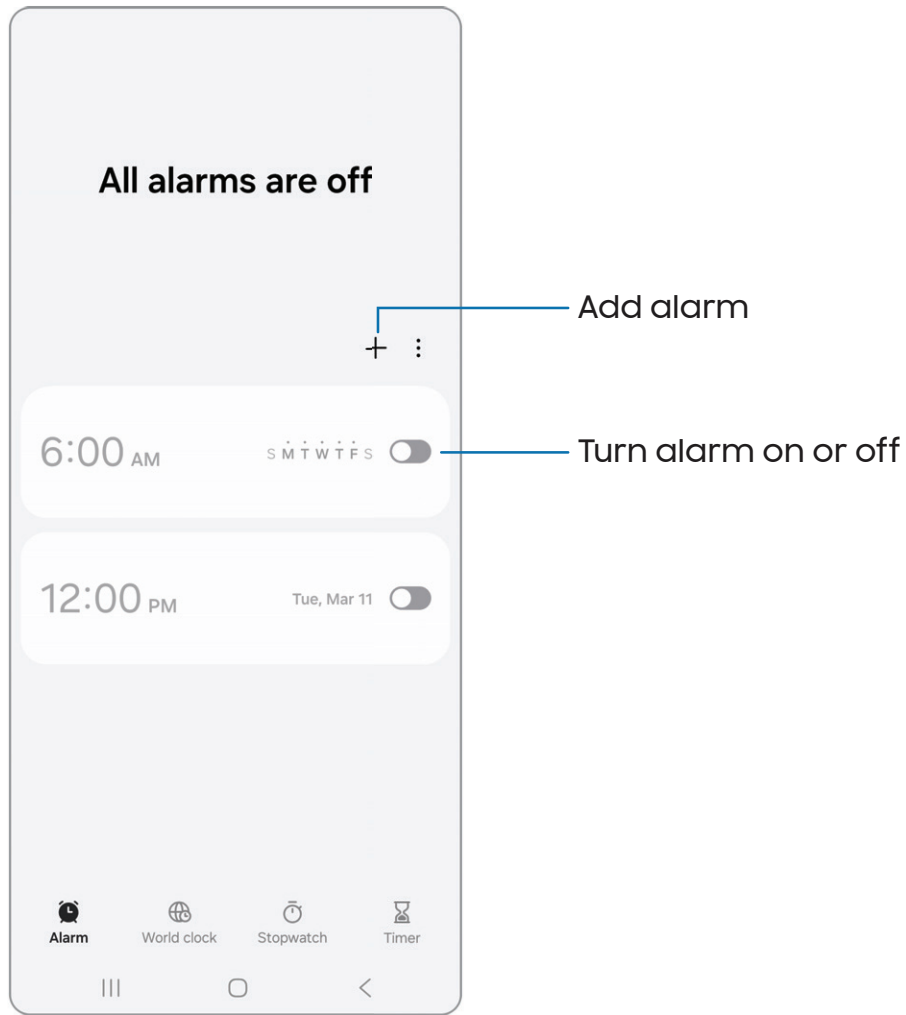 All alarms are off
Add alarm
6:00 AM
S M T W T F S
Turn alarm on or off
12:00 PM
Tue, Mar 11
Alarm
World clock
Stopwatch
Timer